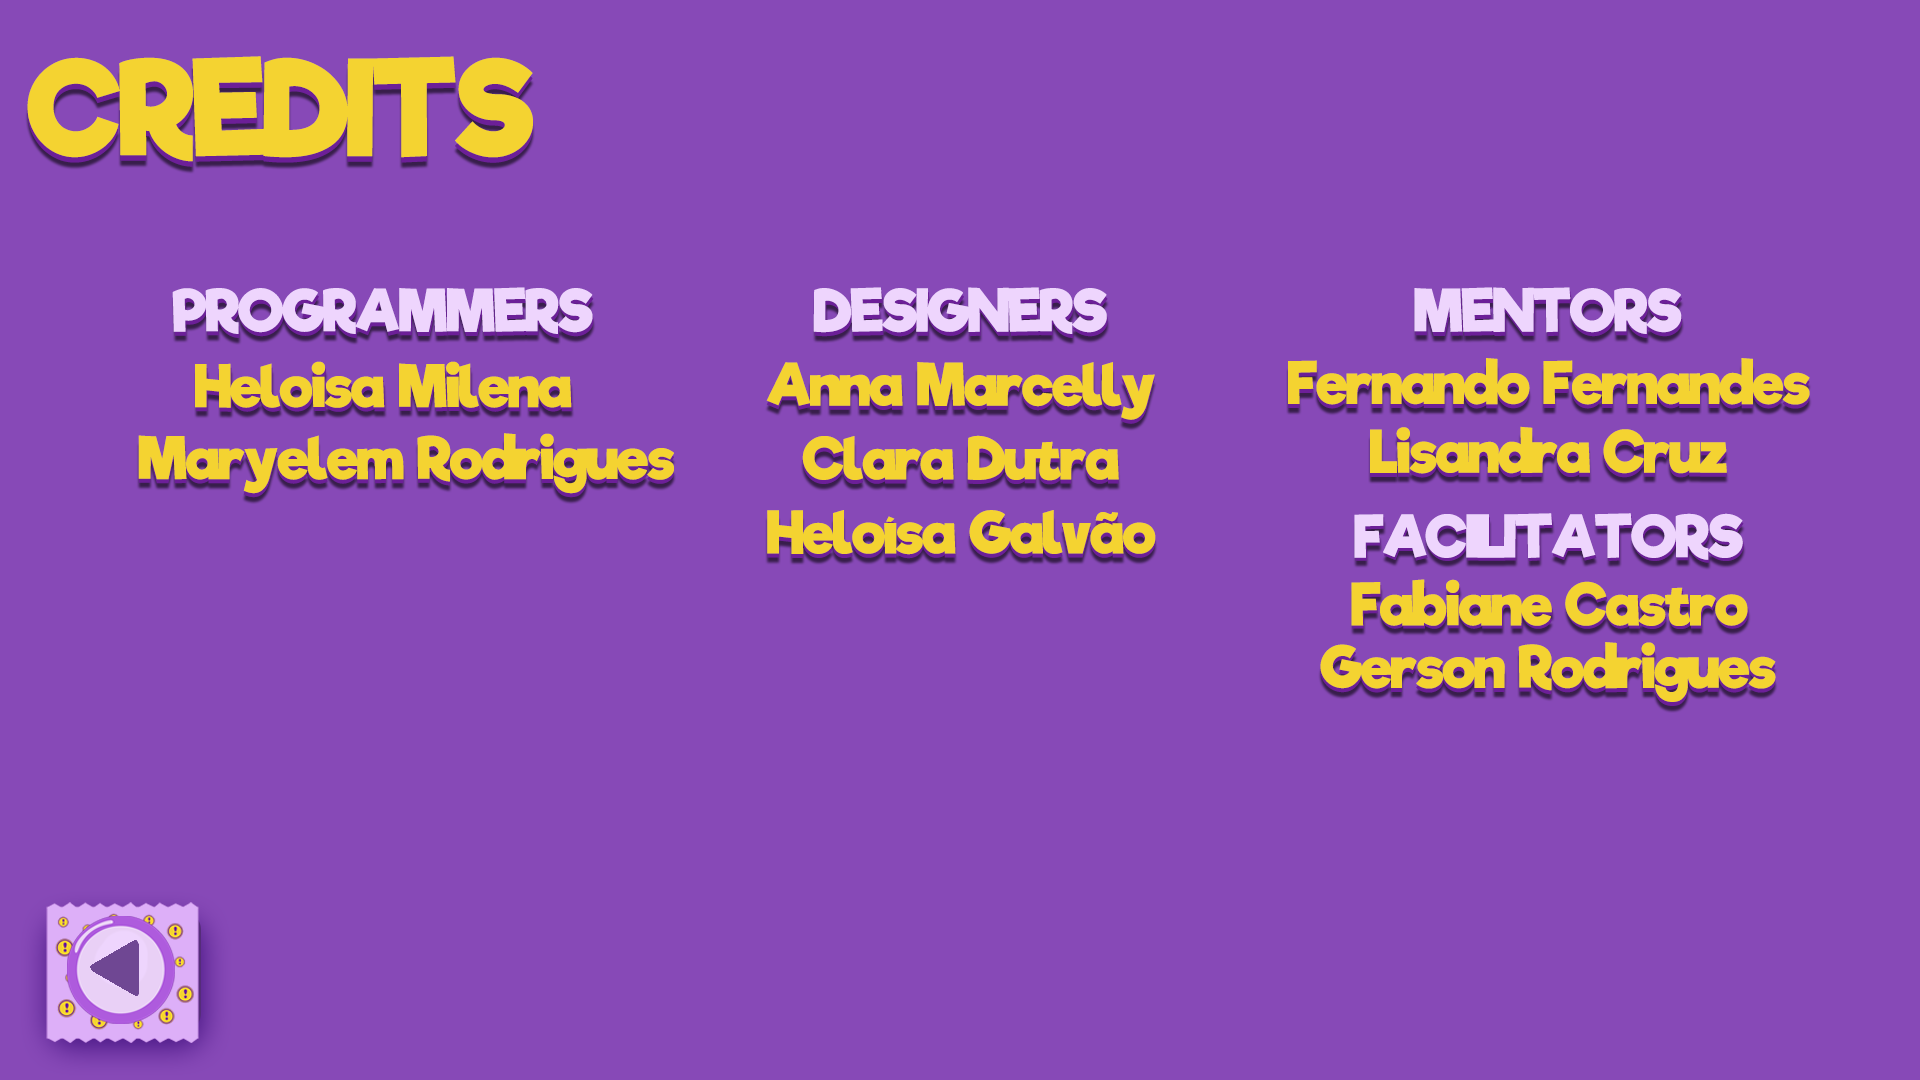 CREDITS
PROGRAMMERS
Heloisa Milena
Maryelem Rodrigues
DESIGNERS
Anna Marcelly
Clara Dutra
Heloísa Galvão
MENTORS
Fernando Fernandes
Lisandra Cruz
FACILITATORS
Fabiane Castro
Gerson Rodrigues